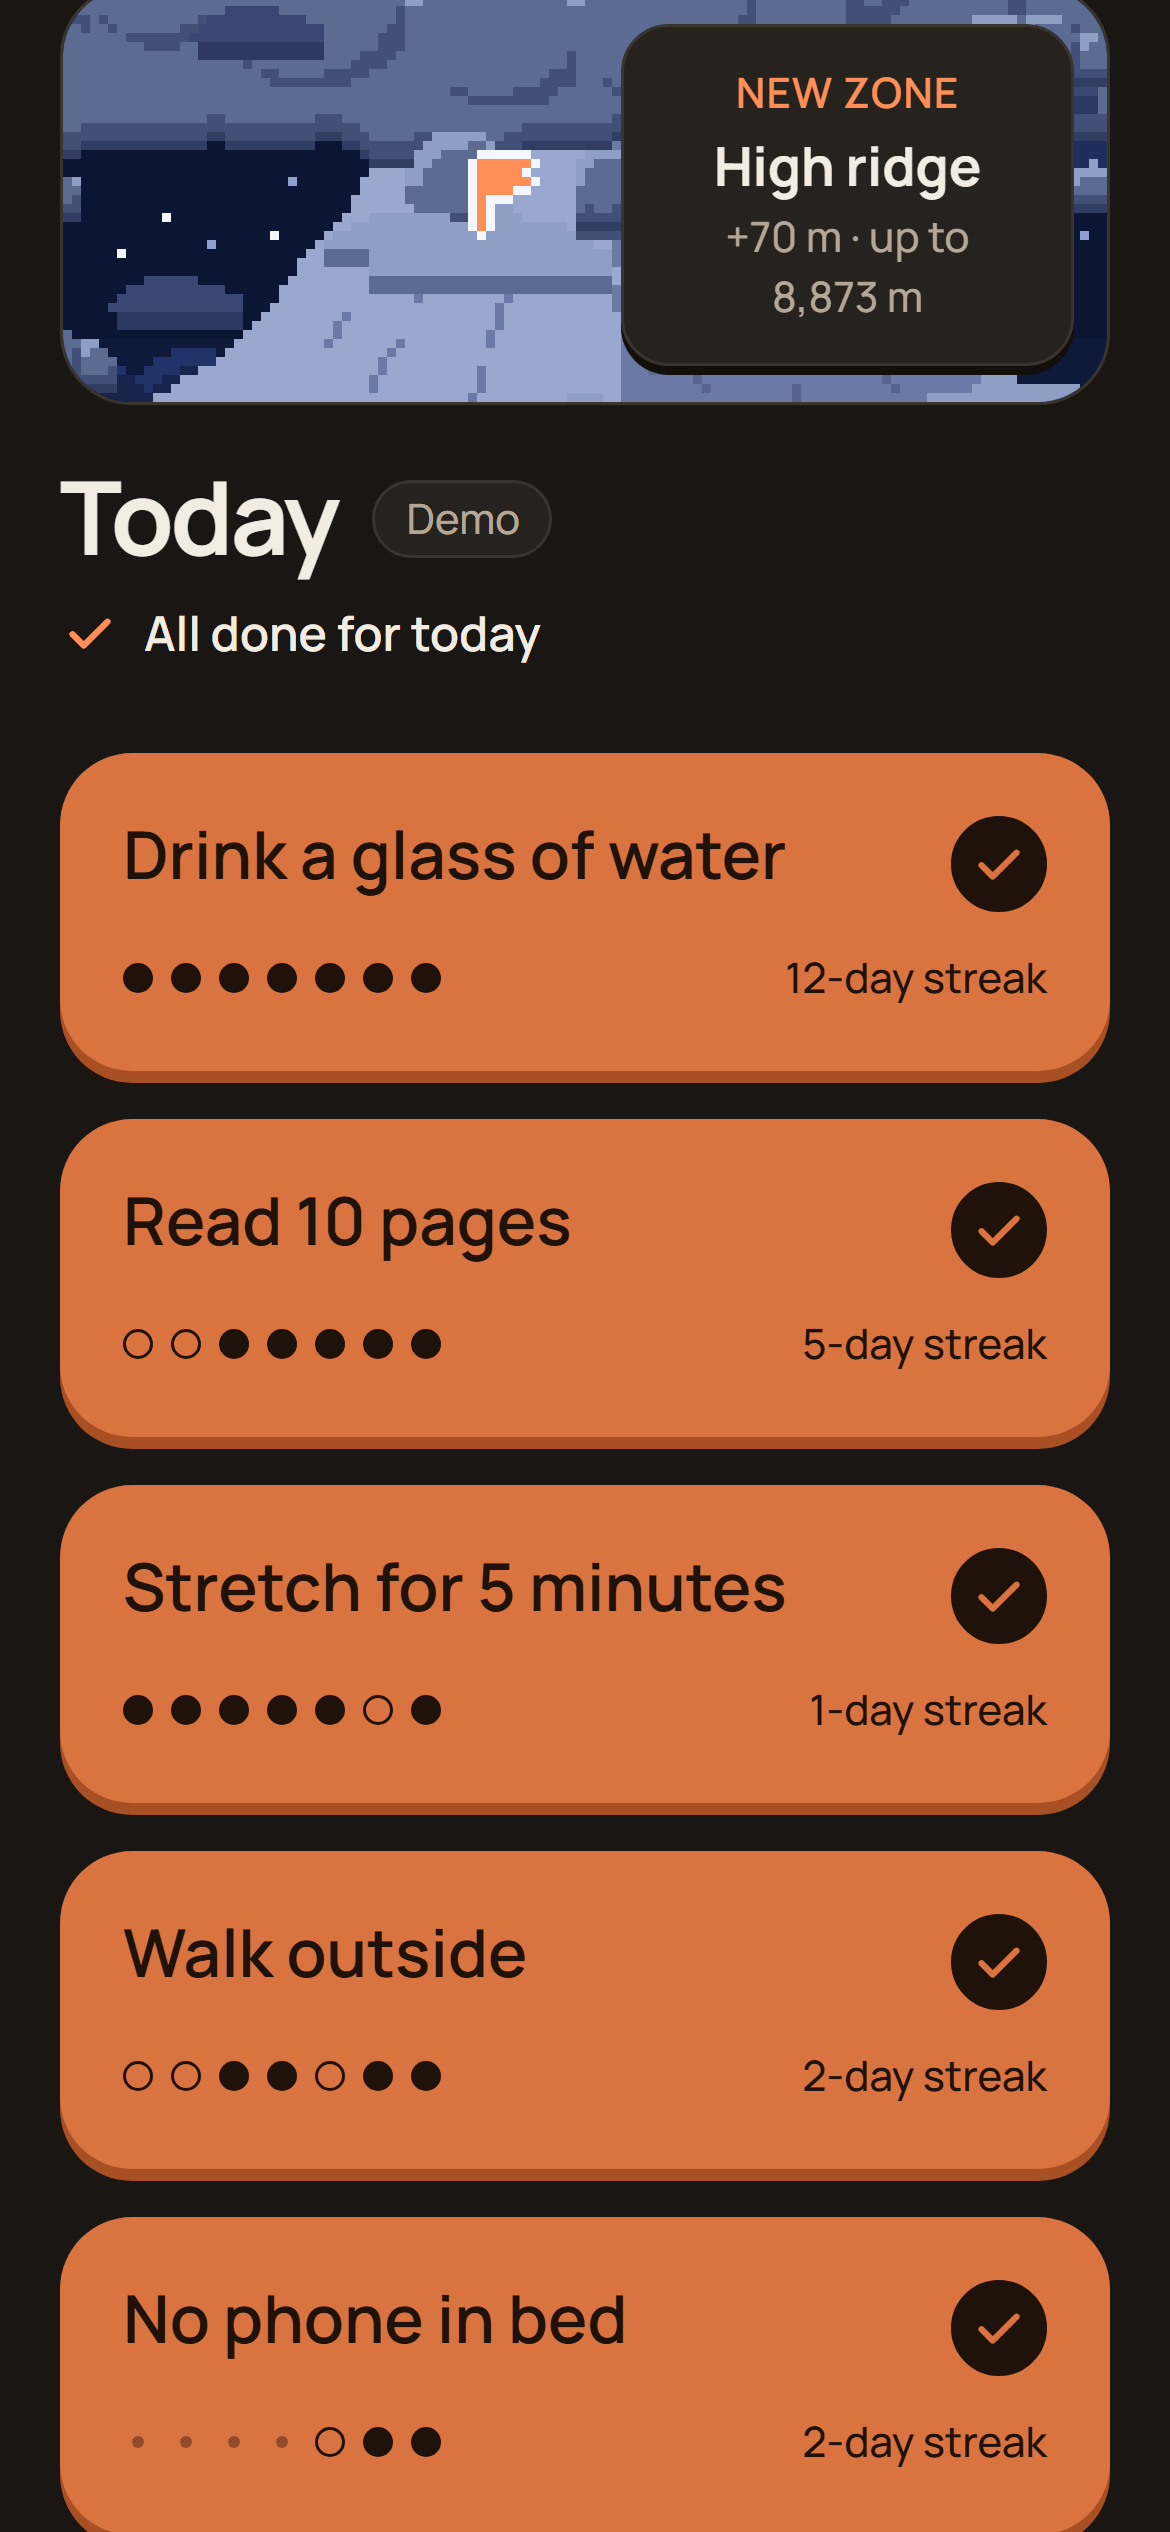 NEW ZONE
High ridge
+70 m · up to
8,873 m
Today
Demo
All done for today
Drink a glass of water
12-day streak
Read 10 pages
5-day streak
Stretch for 5 minutes
1-day streak
Walk outside
2-day streak
No phone in bed
2-day streak